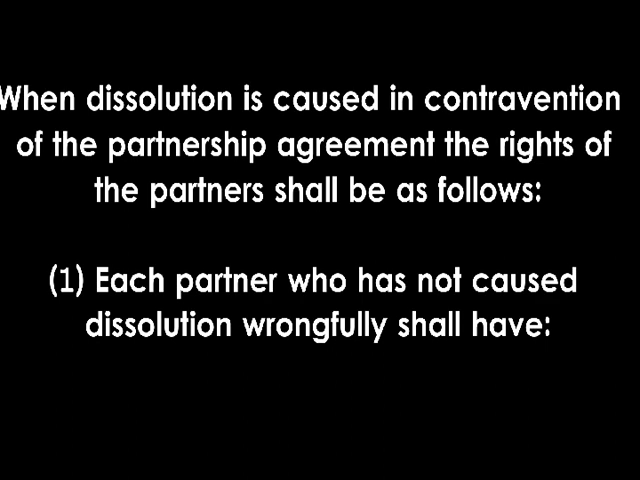 When dissolution is caused in contravention
of the partnership agreement the rights of
the partners shall be as follows:
(1) Each partner who has not caused
dissolution wrongfully shall have: